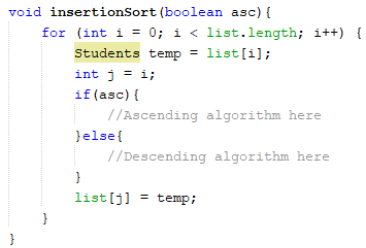 void insertionSort(boolean asc){
for (int i = 0; i < list.length; i++) {
Students temp = list[i];
int j = i;
if(asc){
//Ascending algorithm here
}else{
//Descending algorithm here
}
list[j] = temp;
}
}